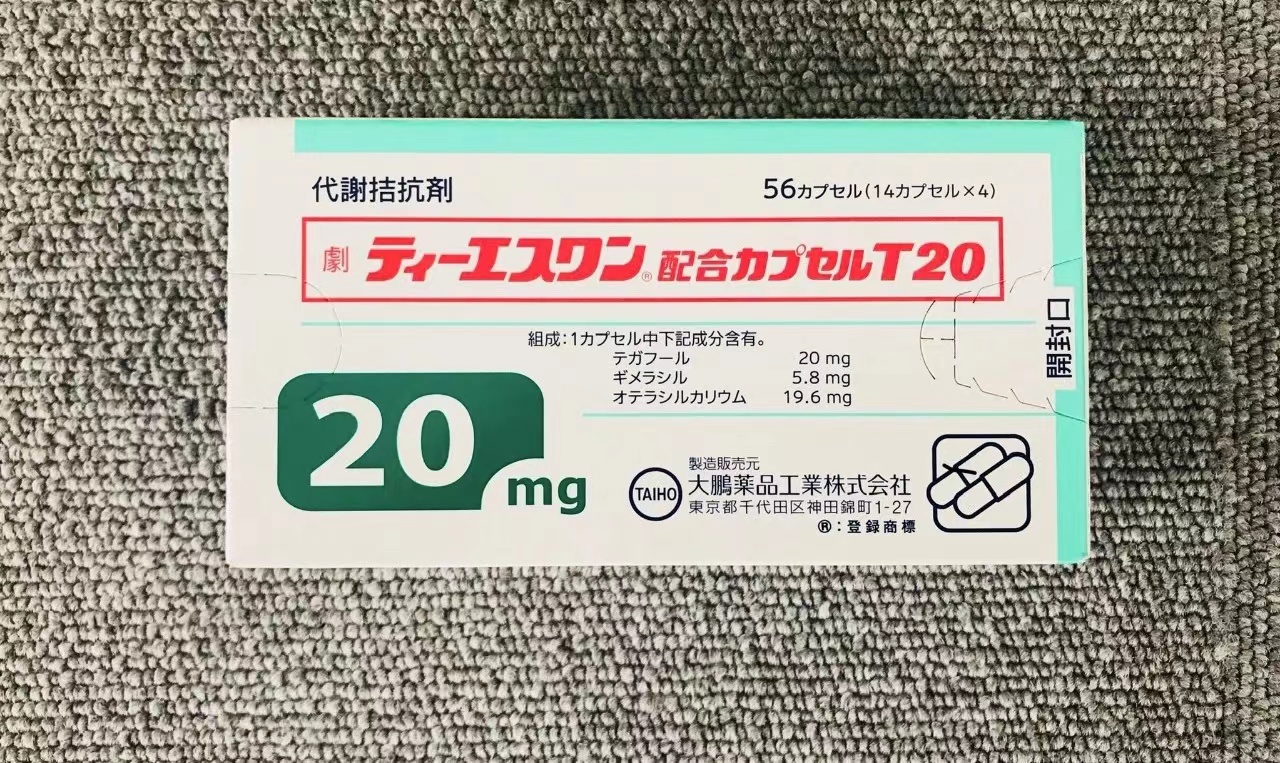 代謝拮抗剤
56カプセル(14カプセル×4)
劇 ティーエスワン® 配合カプセルT20
組成:1カプセル中下記成分含有。
テガフール 20 mg
ギメラシル 5.8 mg
オテラシルカリウム 19.6 mg
開封口
20 mg
TAIHO
製造販売元
大鵬薬品工業株式会社
東京都千代田区神田錦町1-27
®:登録商標